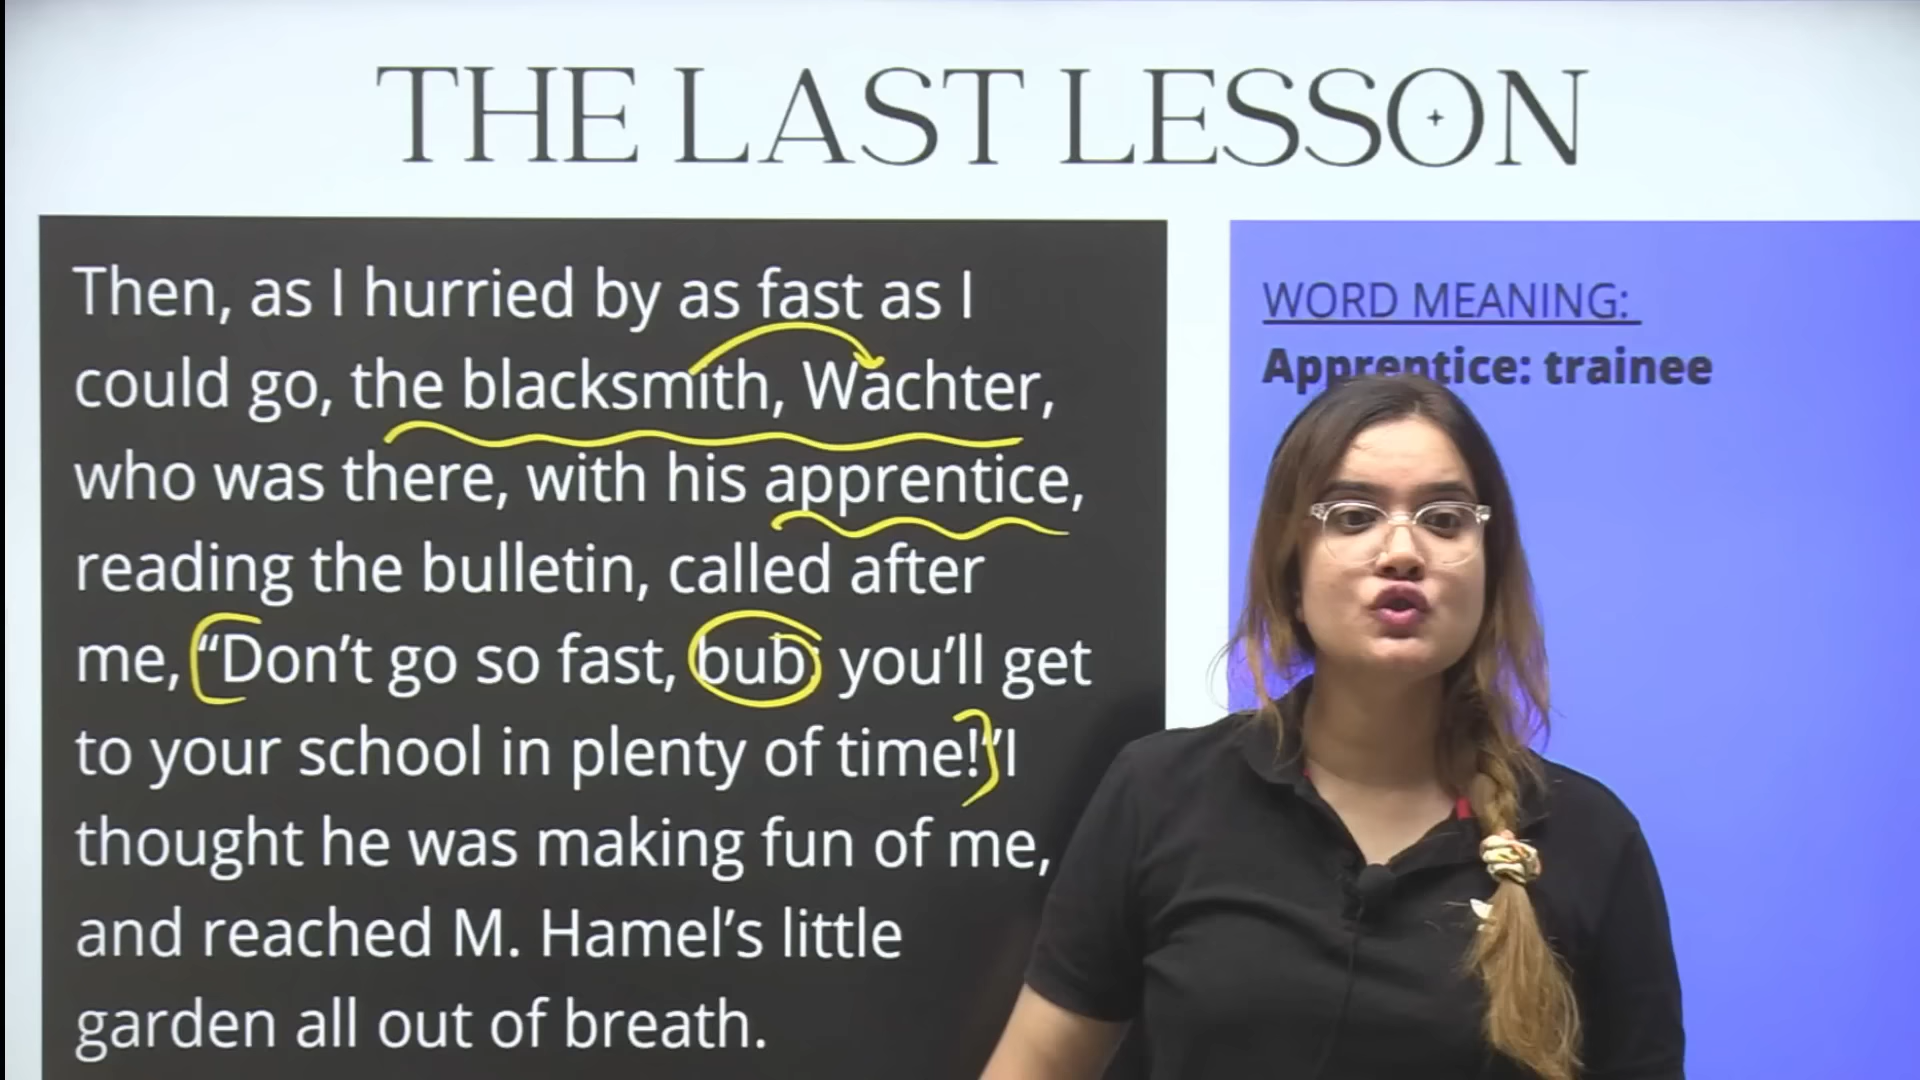 THE LAST LESSON
Then, as I hurried by as fast as I
could go, the blacksmith, Wachter,
who was there, with his apprentice,
reading the bulletin, called after
me, “Don’t go so fast, bub; you’ll get
to your school in plenty of time!”I
thought he was making fun of me,
and reached M. Hamel’s little
garden all out of breath.
WORD MEANING:
Apprentice: trainee